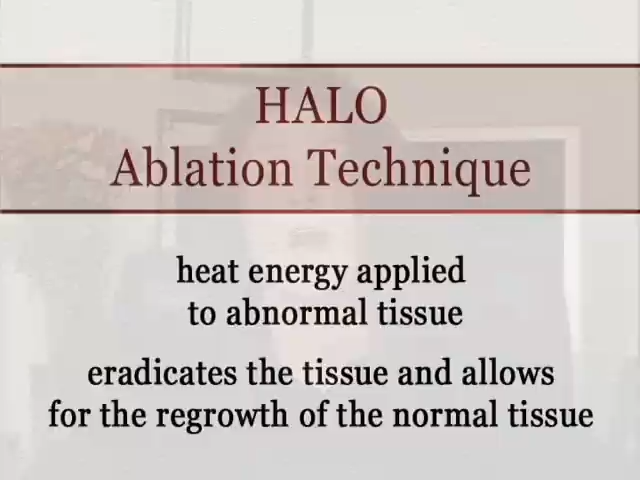 HALO
Ablation Technique
heat energy applied
to abnormal tissue
eradicates the tissue and allows
for the regrowth of the normal tissue